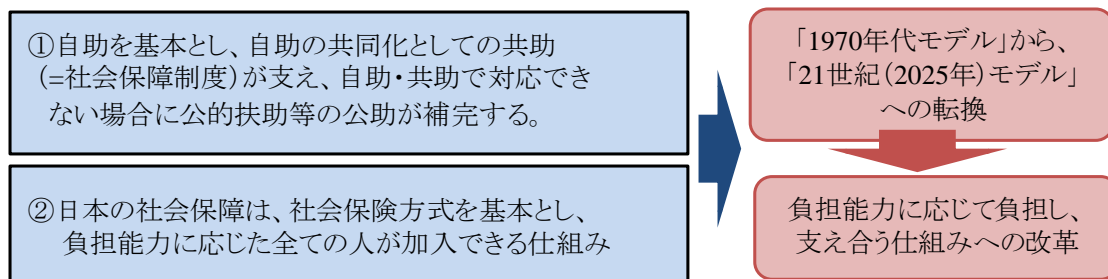 ①自助を基本とし、自助の共同化としての共助
(=社会保障制度)が支え、自助・共助で対応でき
ない場合に公的扶助等の公助が補完する。
②日本の社会保障は、社会保険方式を基本とし、
負担能力に応じた全ての人が加入できる仕組み
「1970年代モデル」から、
「21世紀(2025年)モデル」
への転換
負担能力に応じて負担し、
支え合う仕組みへの改革